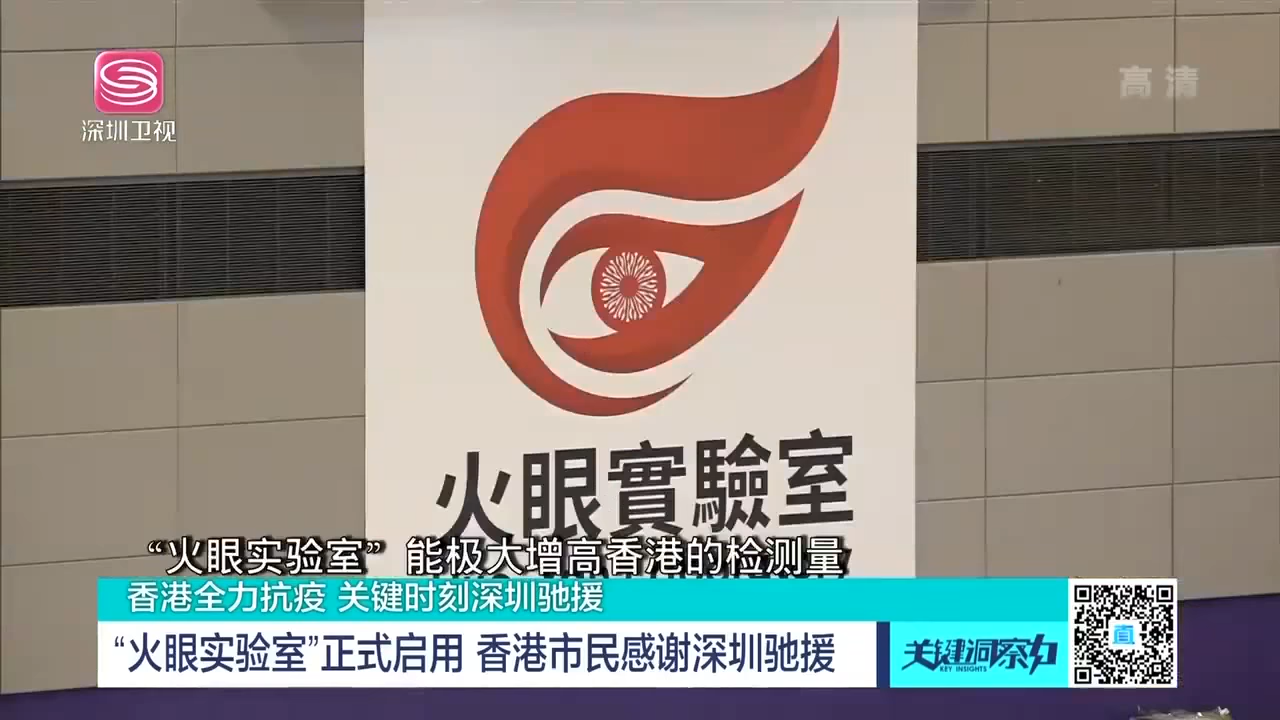 深圳卫视
高清
火眼實驗室
“火眼实验室” 能极大增高香港的检测量
香港全力抗疫 关键时刻深圳驰援
“火眼实验室”正式启用 香港市民感谢深圳驰援
关键洞察力
KEY INSIGHTS
直